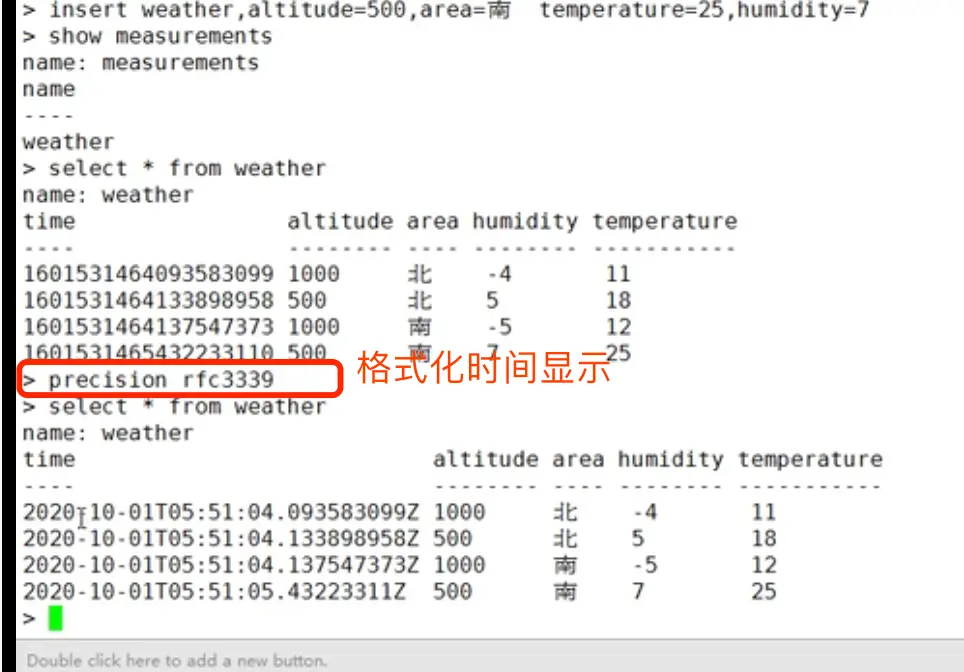 > insert weather,altitude=500,area=南  temperature=25,humidity=7
> show measurements
name: measurements
name
----
weather
> select * from weather
name: weather
time                altitude area humidity temperature
----                -------- ---- -------- -----------
1601531464093583099 1000     北    -4       11
1601531464133898958 500      北    5        18
1601531464137547373 1000     南    -5       12
1601531465432233110 500      南    7        25
> precision rfc3339 格式化时间显示
> select * from weather
name: weather
time                           altitude area humidity temperature
----                           -------- ---- -------- -----------
2020-10-01T05:51:04.093583099Z 1000     北    -4       11
2020-10-01T05:51:04.133898958Z 500      北    5        18
2020-10-01T05:51:04.137547373Z 1000     南    -5       12
2020-10-01T05:51:05.43223311Z  500      南    7        25
>
Double click here to add a new button.